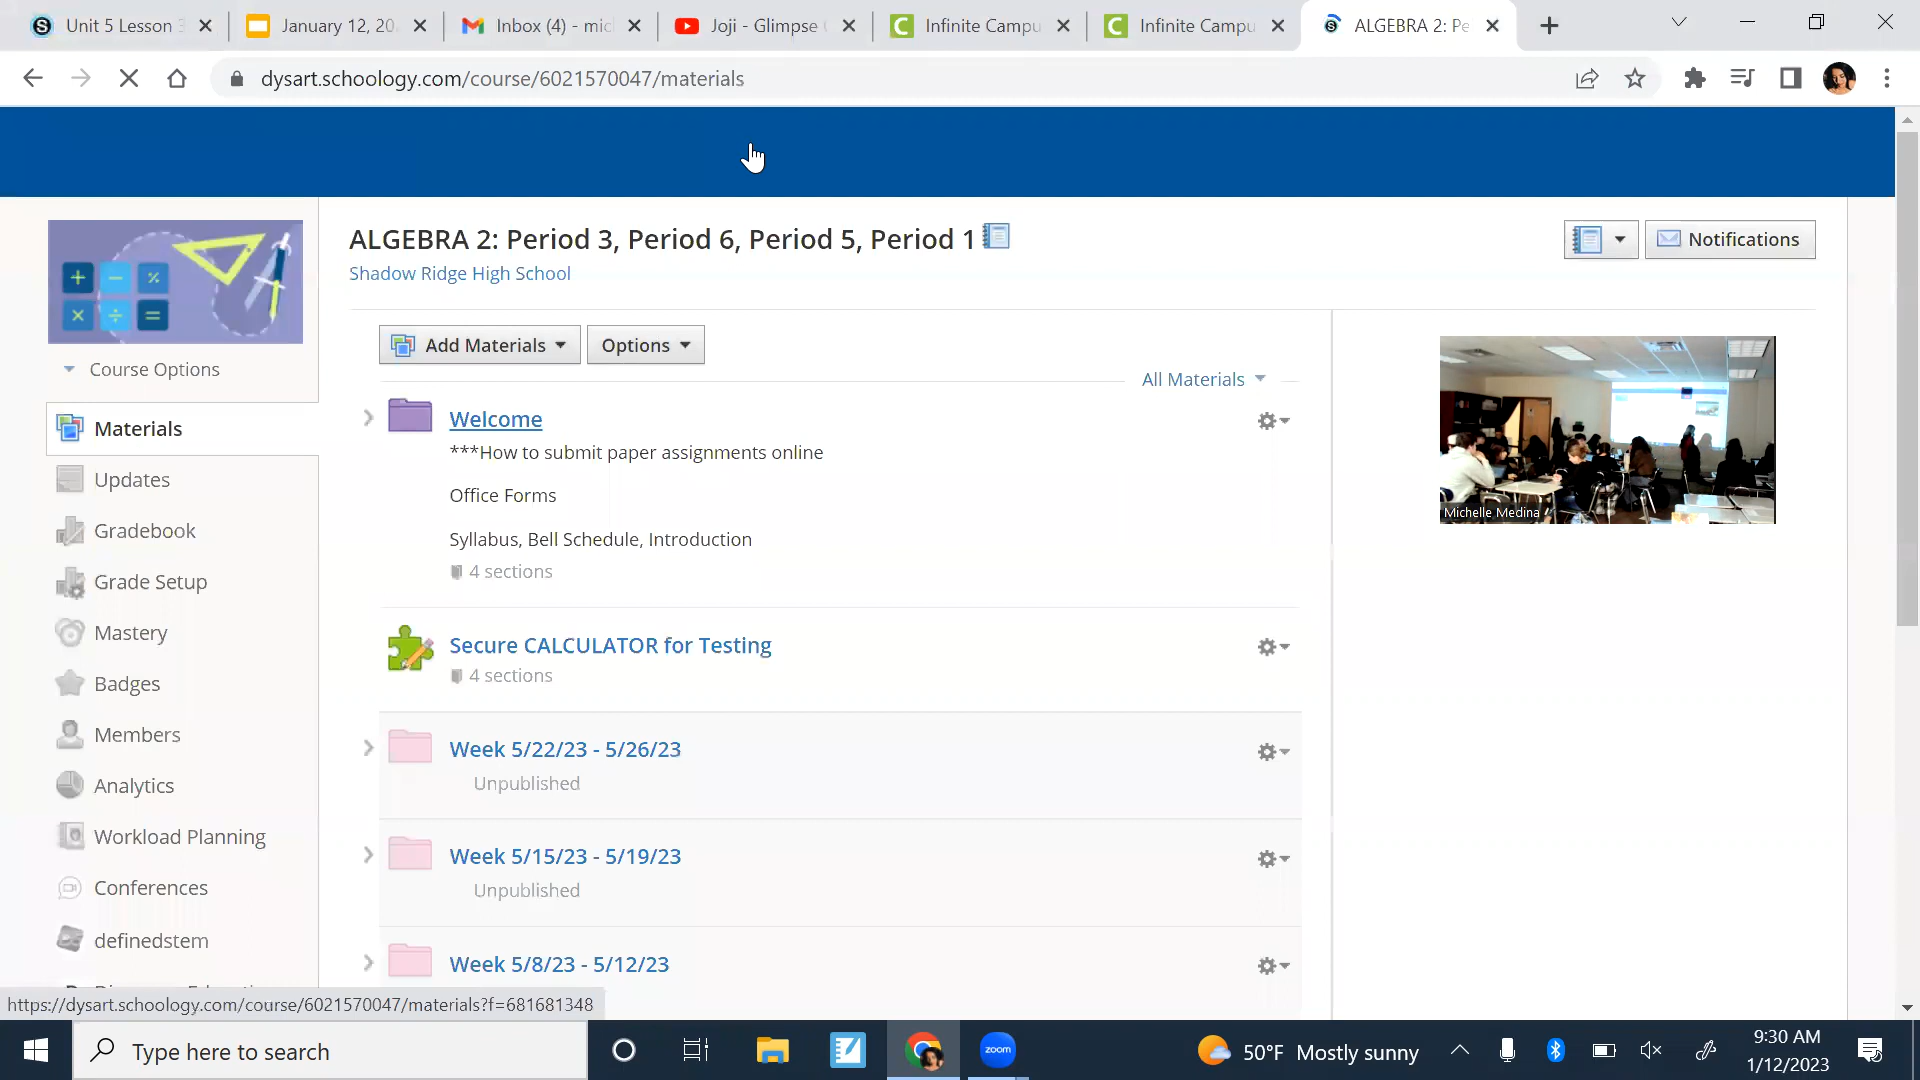 Unit 5 Lesson 3
January 12, 20
Inbox (4) - mic
Joji - Glimpse
Infinite Campu
Infinite Campu
ALGEBRA 2: Pe
dysart.schoology.com/course/6021570047/materials
ALGEBRA 2: Period 3, Period 6, Period 5, Period 1
Shadow Ridge High School
Notifications
Course Options
Add Materials
Options
All Materials
Materials
Updates
Gradebook
Grade Setup
Mastery
Badges
Members
Analytics
Workload Planning
Conferences
definedstem
Welcome
***How to submit paper assignments online
Office Forms
Syllabus, Bell Schedule, Introduction
4 sections
Secure CALCULATOR for Testing
4 sections
Week 5/22/23 - 5/26/23
Unpublished
Week 5/15/23 - 5/19/23
Unpublished
Week 5/8/23 - 5/12/23
Michelle Medina
https://dysart.schoology.com/course/6021570047/materials?f=681681348
Type here to search
zoom
50°F Mostly sunny
9:30 AM
1/12/2023